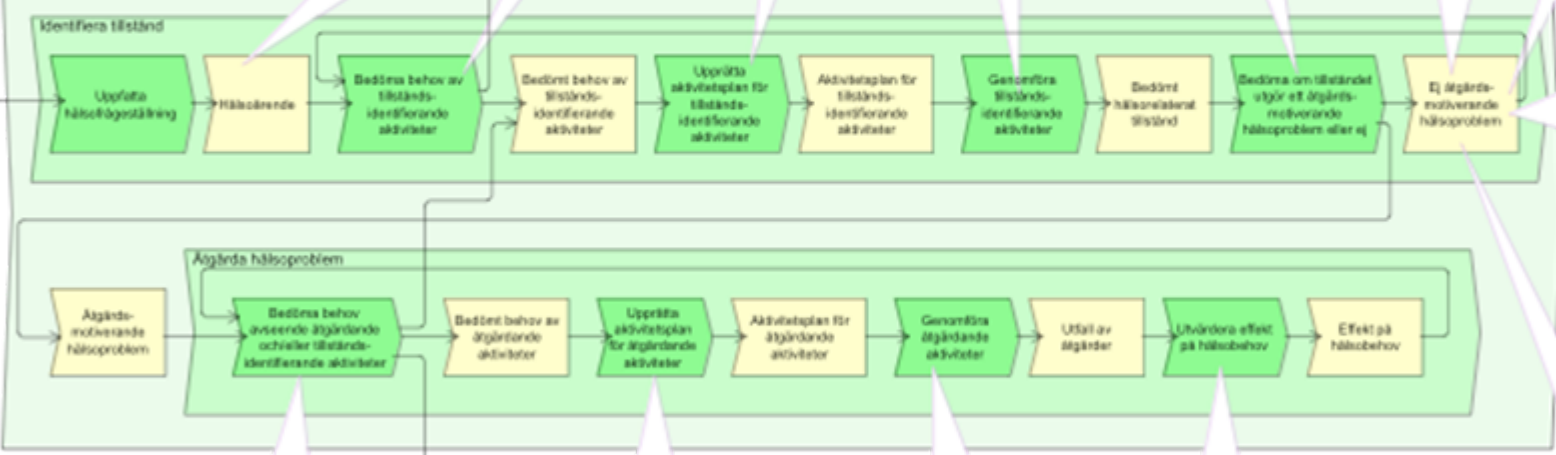 Identifiera tillstånd
Uppfatta
hälsofrågeställning
Hälsoärende
Bedöma behov av
tillstånds-
identifierande
aktiviteter
Bedömt behov av
tillstånds-
identifierande
aktiviteter
Upprätta
aktivitetsplan för
tillstånds-
identifierande
aktiviteter
Aktivitetsplan för
tillstånds-
identifierande
aktiviteter
Genomföra
tillstånds-
identifierande
aktiviteter
Bedömt
hälsorelaterat
tillstånd
Bedöma om tillståndet
utgör ett åtgärds-
motiverande
hälsoproblem eller ej
Ej åtgärds-
motiverande
hälsoproblem
Åtgärda hälsoproblem
Åtgärds-
motiverande
hälsoproblem
Bedöma behov
avseende åtgärdande
och/eller tillstånds-
identifierande aktiviteter
Bedömt behov av
åtgärdande
aktiviteter
Upprätta
aktivitetsplan
för åtgärdande
aktiviteter
Aktivitetsplan för
åtgärdande
aktiviteter
Genomföra
åtgärdande
aktiviteter
Utfall av
åtgärder
Utvärdera effekt
på hälsobehov
Effekt på
hälsobehov